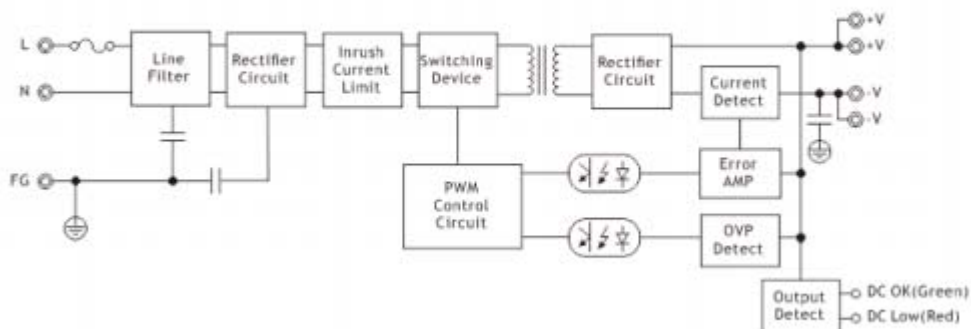 +V
L
+V
Line
Filter
Rectifier
Circuit
Inrush
Current
Limit
Switching
Device
Rectifier
Circuit
N
Current
Detect
-V
-V
FG
PWM
Control
Circuit
Error
AMP
OVP
Detect
Output
Detect
DC OK(Green)
DC Low(Red)